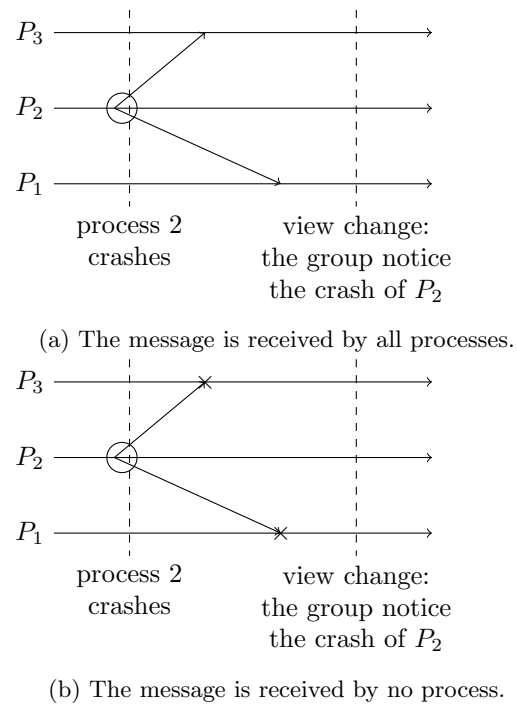 P3
P2
P1
process 2
crashes
view change:
the group notice
the crash of P2
(a) The message is received by all processes.
P3
P2
P1
process 2
crashes
view change:
the group notice
the crash of P2
(b) The message is received by no process.